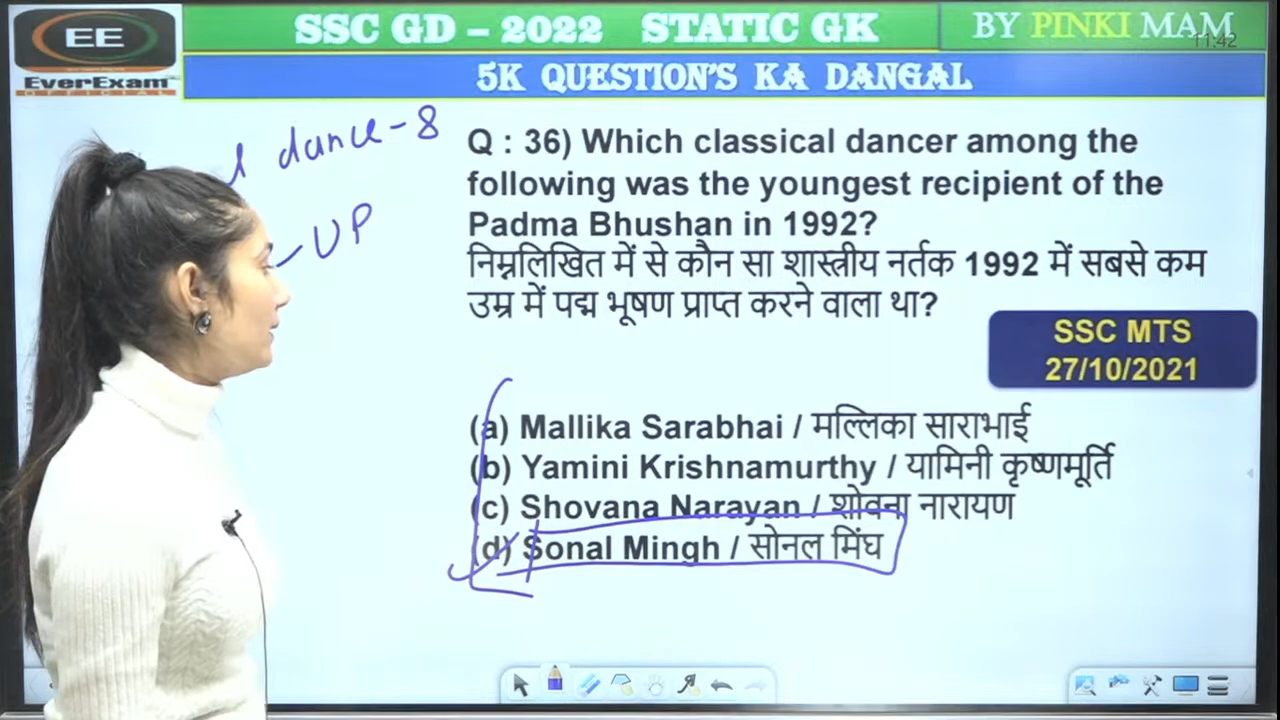 EE
EverExam
OFFICIAL
SSC GD – 2022 STATIC GK
BY PINKI MAM
11:42
5K QUESTION'S KA DANGAL
dance-8
- UP
Q : 36) Which classical dancer among the
following was the youngest recipient of the
Padma Bhushan in 1992?
निम्नलिखित में से कौन सा शास्त्रीय नर्तक 1992 में सबसे कम
उम्र में पद्म भूषण प्राप्त करने वाला था?
SSC MTS
27/10/2021
(a) Mallika Sarabhai / मल्लिका साराभाई
(b) Yamini Krishnamurthy / यामिनी कृष्णमूर्ति
(c) Shovana Narayan / शोवना नारायण
(d) Sonal Mingh / सोनल मिंघ